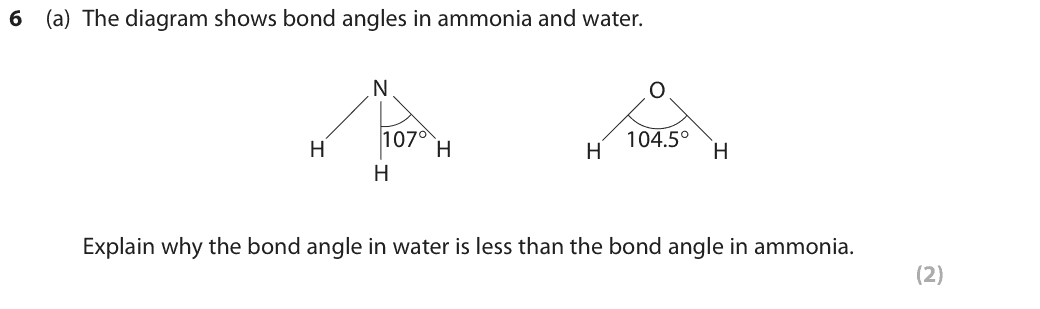 6 (a) The diagram shows bond angles in ammonia and water.
N O
107° 104.5°
H H H H
H
Explain why the bond angle in water is less than the bond angle in ammonia.
(2)